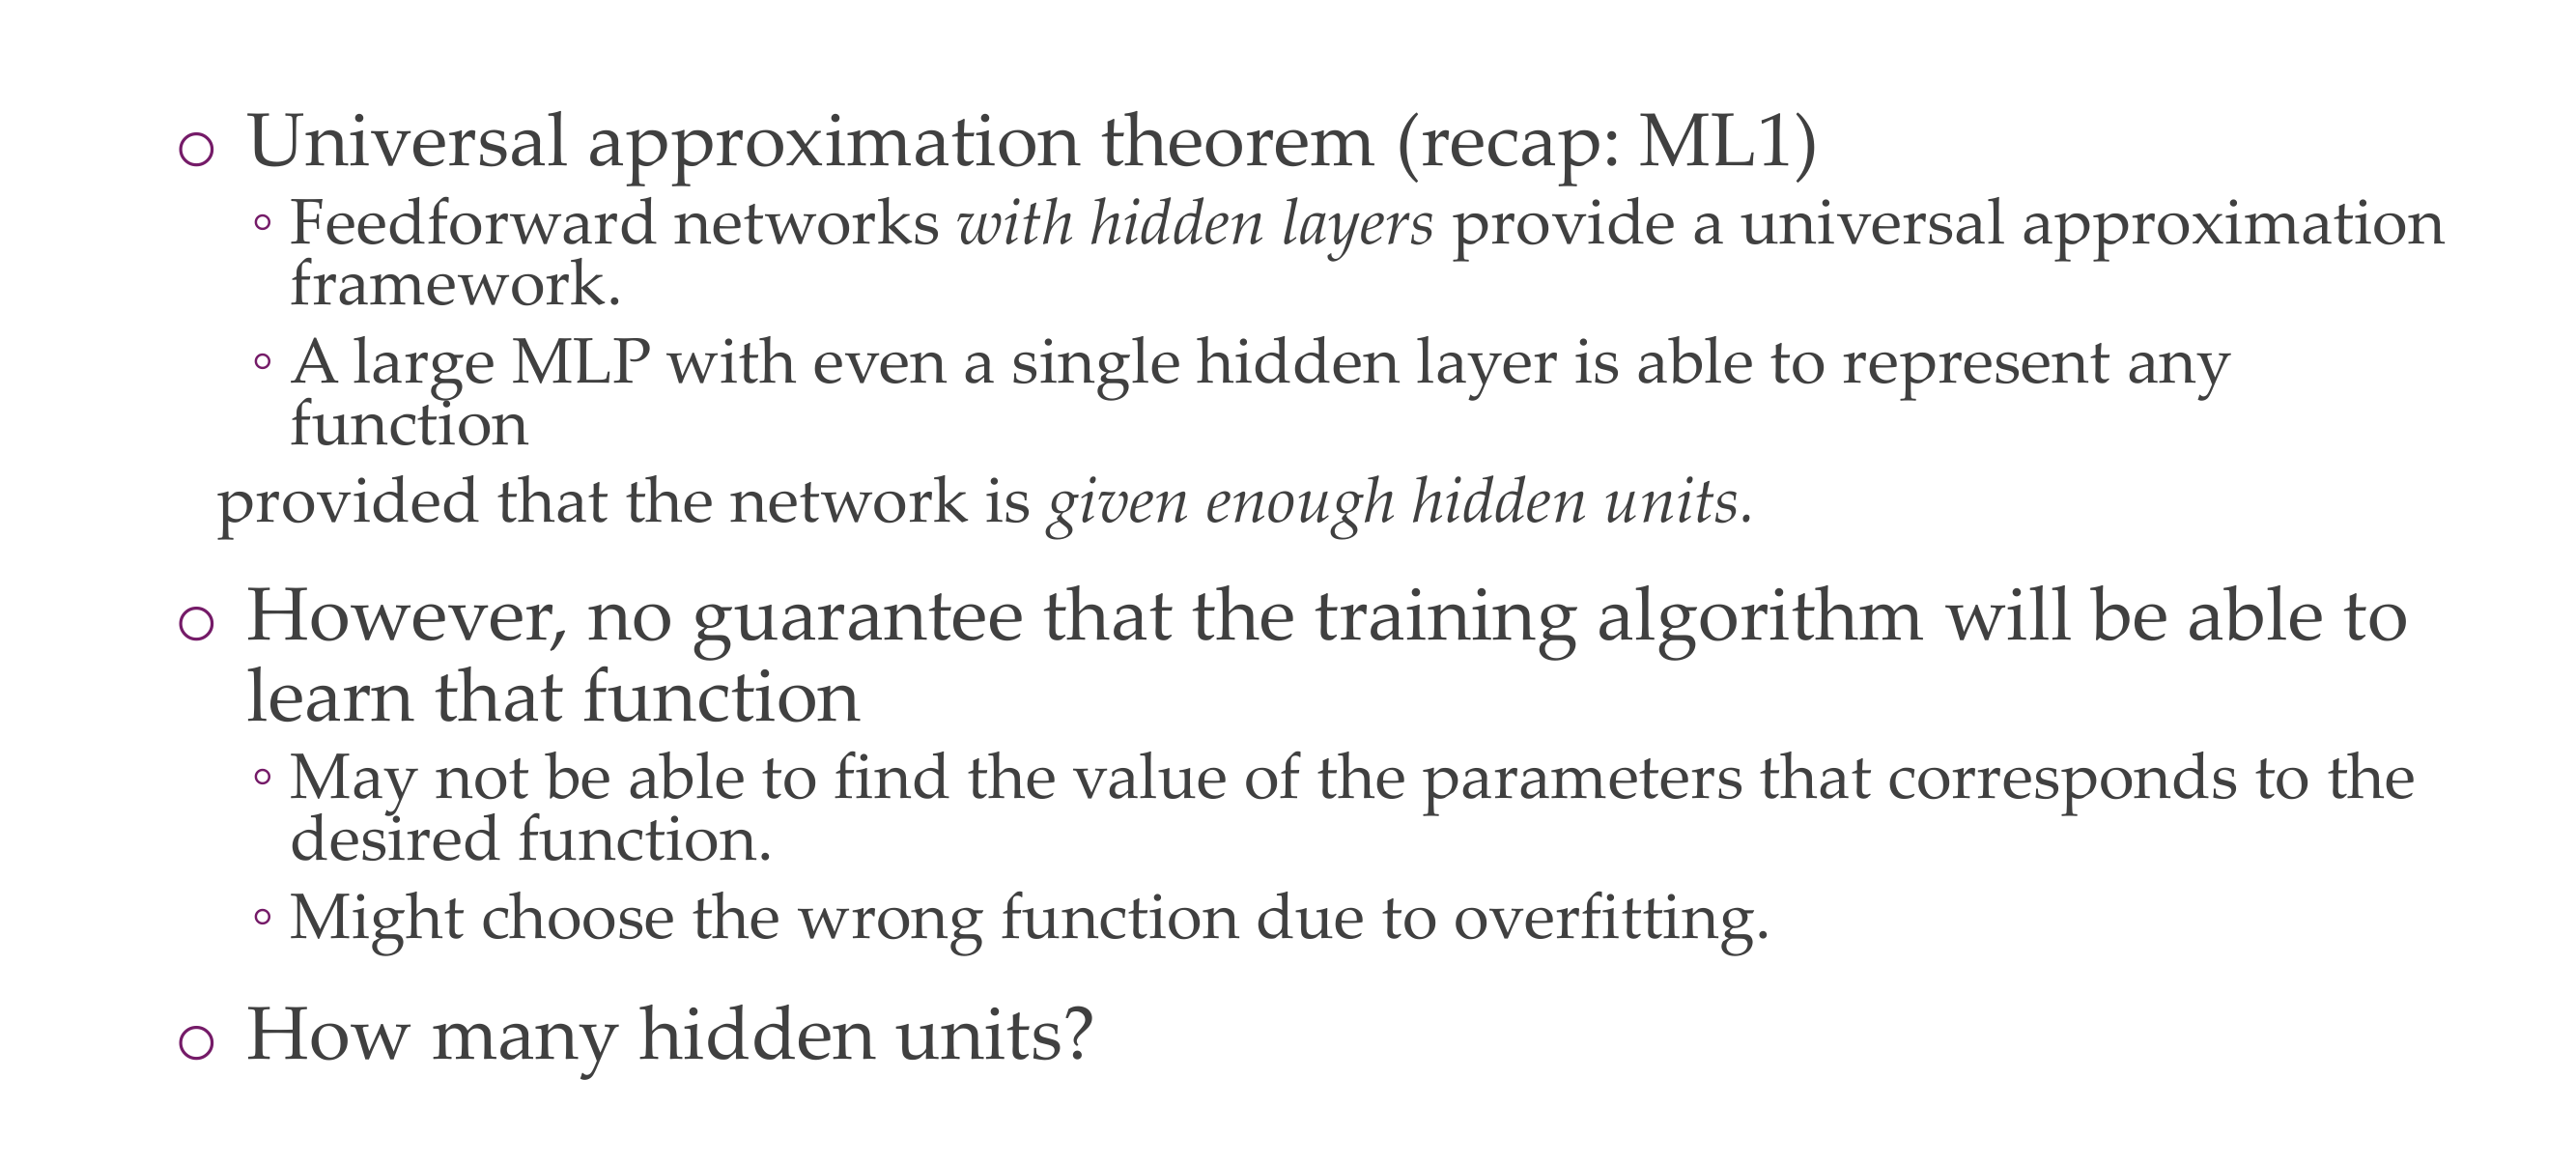 Universal approximation theorem (recap: ML1)
Feedforward networks with hidden layers provide a universal approximation
framework.
A large MLP with even a single hidden layer is able to represent any
function
provided that the network is given enough hidden units.
However, no guarantee that the training algorithm will be able to
learn that function
May not be able to find the value of the parameters that corresponds to the
desired function.
Might choose the wrong function due to overfitting.
How many hidden units?